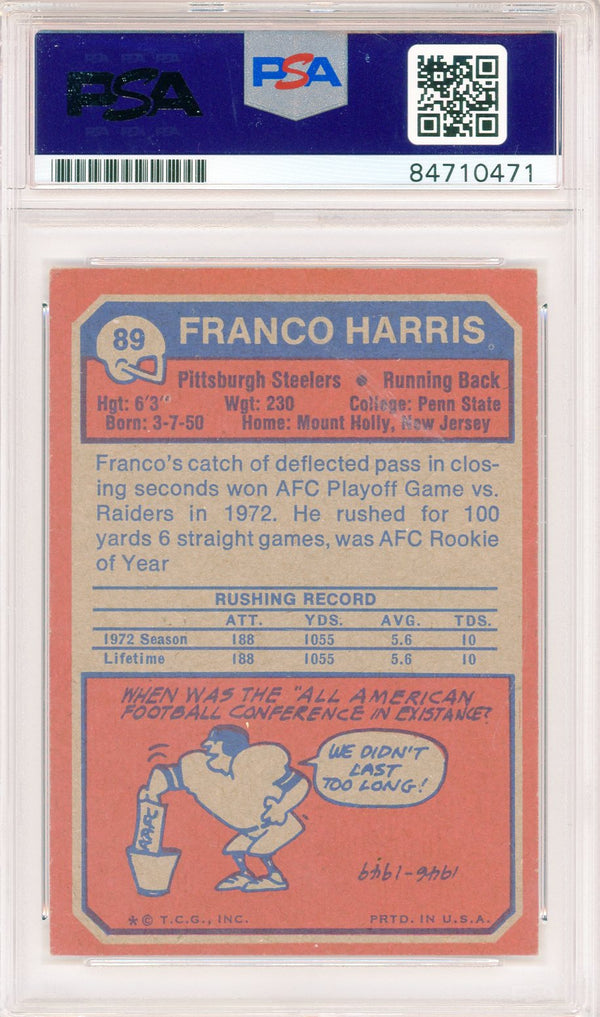 PSA PSA
84710471
89 FRANCO HARRIS
Pittsburgh Steelers • Running Back
Hgt: 6'3" Wgt: 230 College: Penn State
Born: 3-7-50 Home: Mount Holly, New Jersey
Franco's catch of deflected pass in clos-
ing seconds won AFC Playoff Game vs.
Raiders in 1972. He rushed for 100
yards 6 straight games, was AFC Rookie
of Year
RUSHING RECORD
ATT. YDS. AVG. TDS.
1972 Season 188 1055 5.6 10
Lifetime 188 1055 5.6 10
WHEN WAS THE "ALL AMERICAN
FOOTBALL CONFERENCE IN EXISTANCE?
WE DIDN'T
LAST
TOO LONG!
AAFC
1946-1949
*© T.C.G., INC. PRTD. IN U.S.A.